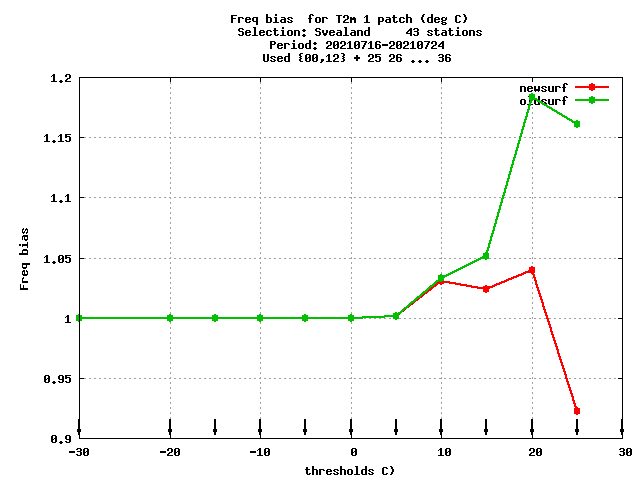 Freq bias  for T2m 1 patch (deg C)
Selection: Svealand     43 stations
Period: 20210716-20210724
Used {00,12} + 25 26 ... 36
newsurf
oldsurf
1.2
1.15
1.1
1.05
1
0.95
0.9
Freq bias
-30
-20
-10
0
10
20
30
thresholds C)